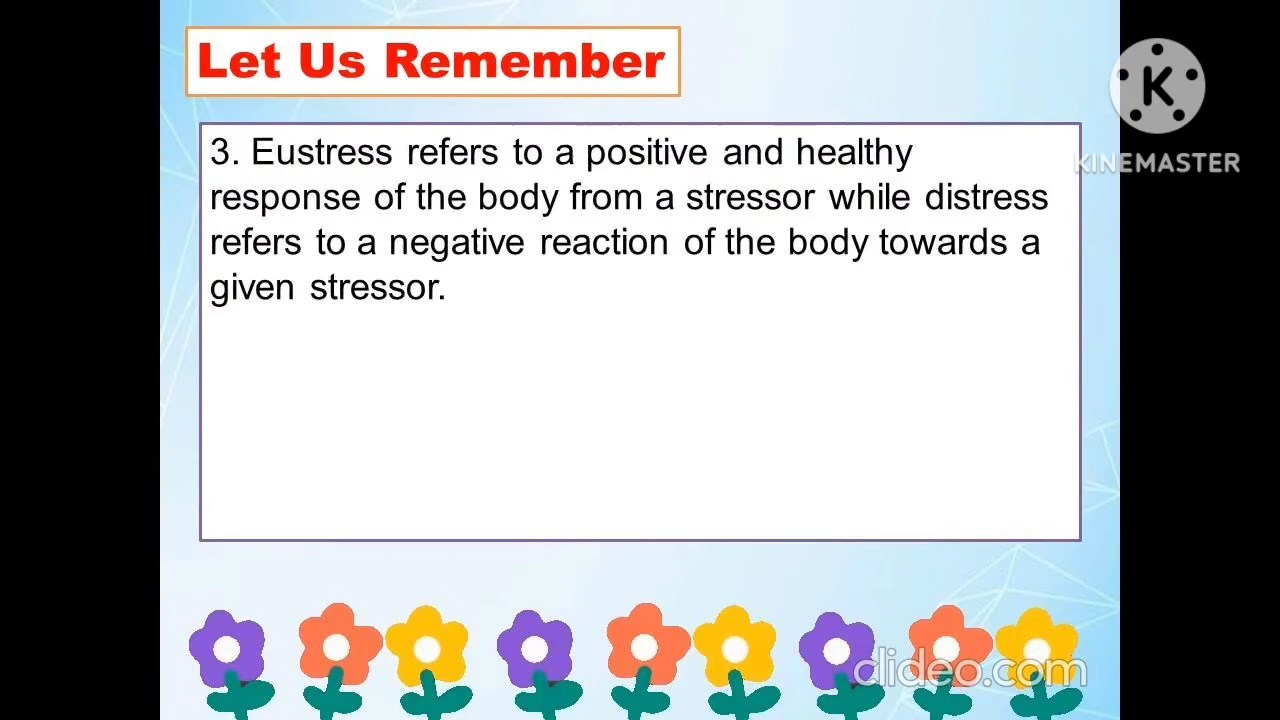 Let Us Remember
K
KINEMASTER
3. Eustress refers to a positive and healthy
response of the body from a stressor while distress
refers to a negative reaction of the body towards a
given stressor.
clideo.com